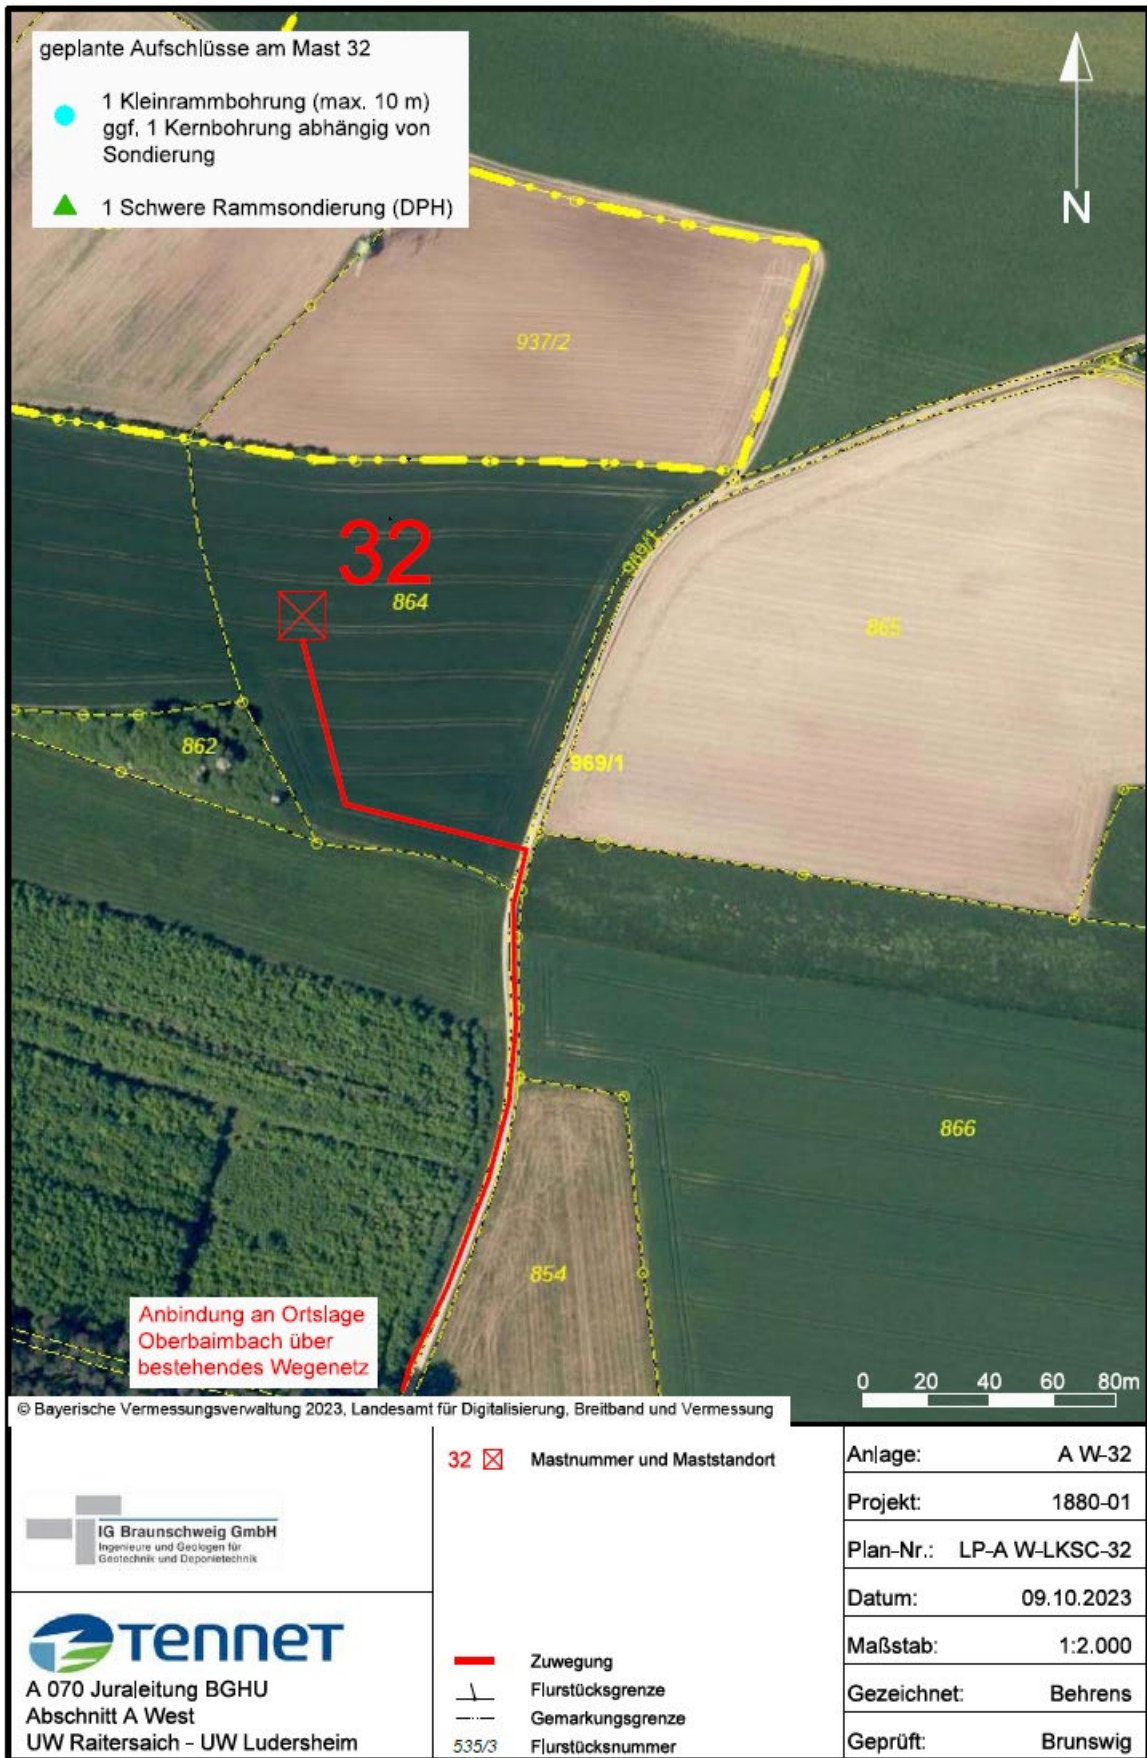 geplante Aufschlüsse am Mast 32
1 Kleinrammbohrung (max. 10 m)
ggf. 1 Kernbohrung abhängig von
Sondierung
1 Schwere Rammsondierung (DPH)
N
937/2
32
969/1
864
865
862
969/1
866
854
Anbindung an Ortslage
Oberbaimbach über
bestehendes Wegenetz
0 20 40 60 80m
© Bayerische Vermessungsverwaltung 2023, Landesamt für Digitalisierung, Breitband und Vermessung
IG Braunschweig GmbH
Ingenieure und Geologen für
Geotechnik und Deponietechnik
TenneT
A 070 Juraleitung BGHU
Abschnitt A West
UW Raitersaich - UW Ludersheim
32 Mastnummer und Maststandort
Zuwegung
Flurstücksgrenze
Gemarkungsgrenze
535/3 Flurstücksnummer
Anlage: A W-32
Projekt: 1880-01
Plan-Nr.: LP-A W-LKSC-32
Datum: 09.10.2023
Maßstab: 1:2.000
Gezeichnet: Behrens
Geprüft: Brunswig